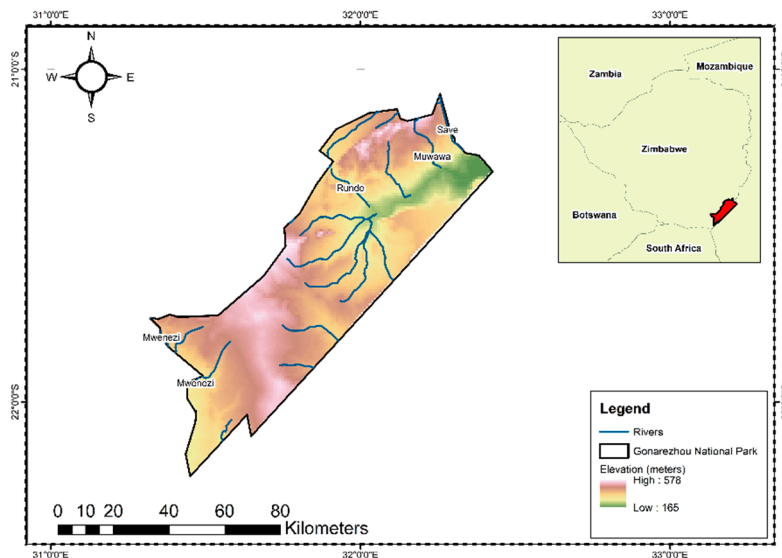 31°0'0"E
32°0'0"E
33°0'0"E
21°0'0"S
22°0'0"S
N
W
E
S
Zambia
Mozambique
Zimbabwe
Botswana
South Africa
Save
Muwawa
Runde
Mwenezi
Mwenezi
Legend
Rivers
Gonarezhou National Park
Elevation (meters)
High : 578
Low : 165
0 10 20 40 60 80
Kilometers
31°0'0"E
32°0'0"E
33°0'0"E